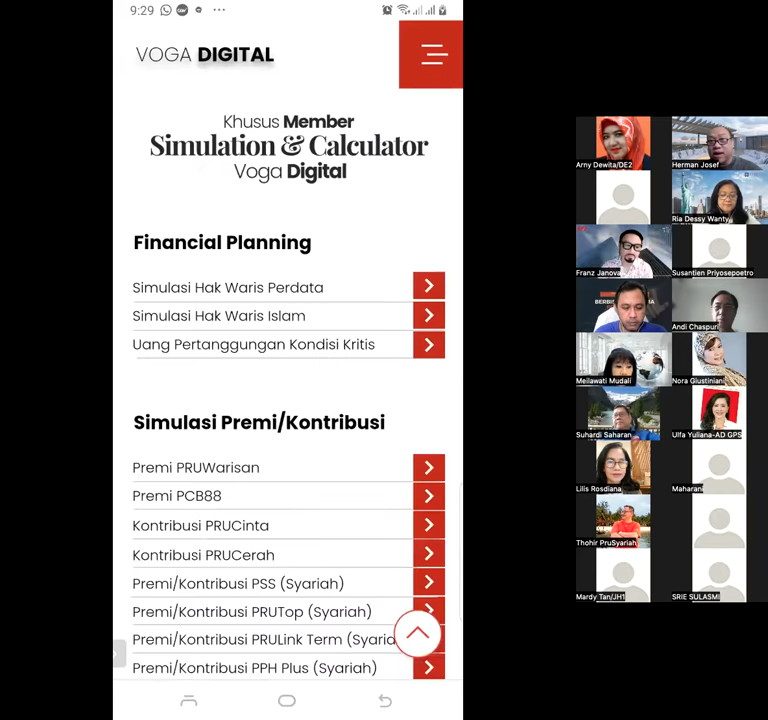 9:29
VOGA DIGITAL
Khusus Member
Simulation & Calculator
Voga Digital
Financial Planning
Simulasi Hak Waris Perdata
Simulasi Hak Waris Islam
Uang Pertanggungan Kondisi Kritis
Simulasi Premi/Kontribusi
Premi PRUWarisan
Premi PCB88
Kontribusi PRUCinta
Kontribusi PRUCerah
Premi/Kontribusi PSS (Syariah)
Premi/Kontribusi PRUTop (Syariah)
Premi/Kontribusi PRULink Term (Syaria
Premi/Kontribusi PPH Plus (Syariah)
Arny Dewita/DE2
Herman Josef
Ria Dessy Wanty
Franz Janova
Susantien Priyosepoetro
Andi Chaspuri
Meilawati Mudali
Nora Giustiniani
Suhardi Saharan
Ulfa Yuliana-AD GPS
Lilis Rosdiana
Maharani
Thohir PruSyariah
Mardy Tan/JH1
SRIE SULASMI